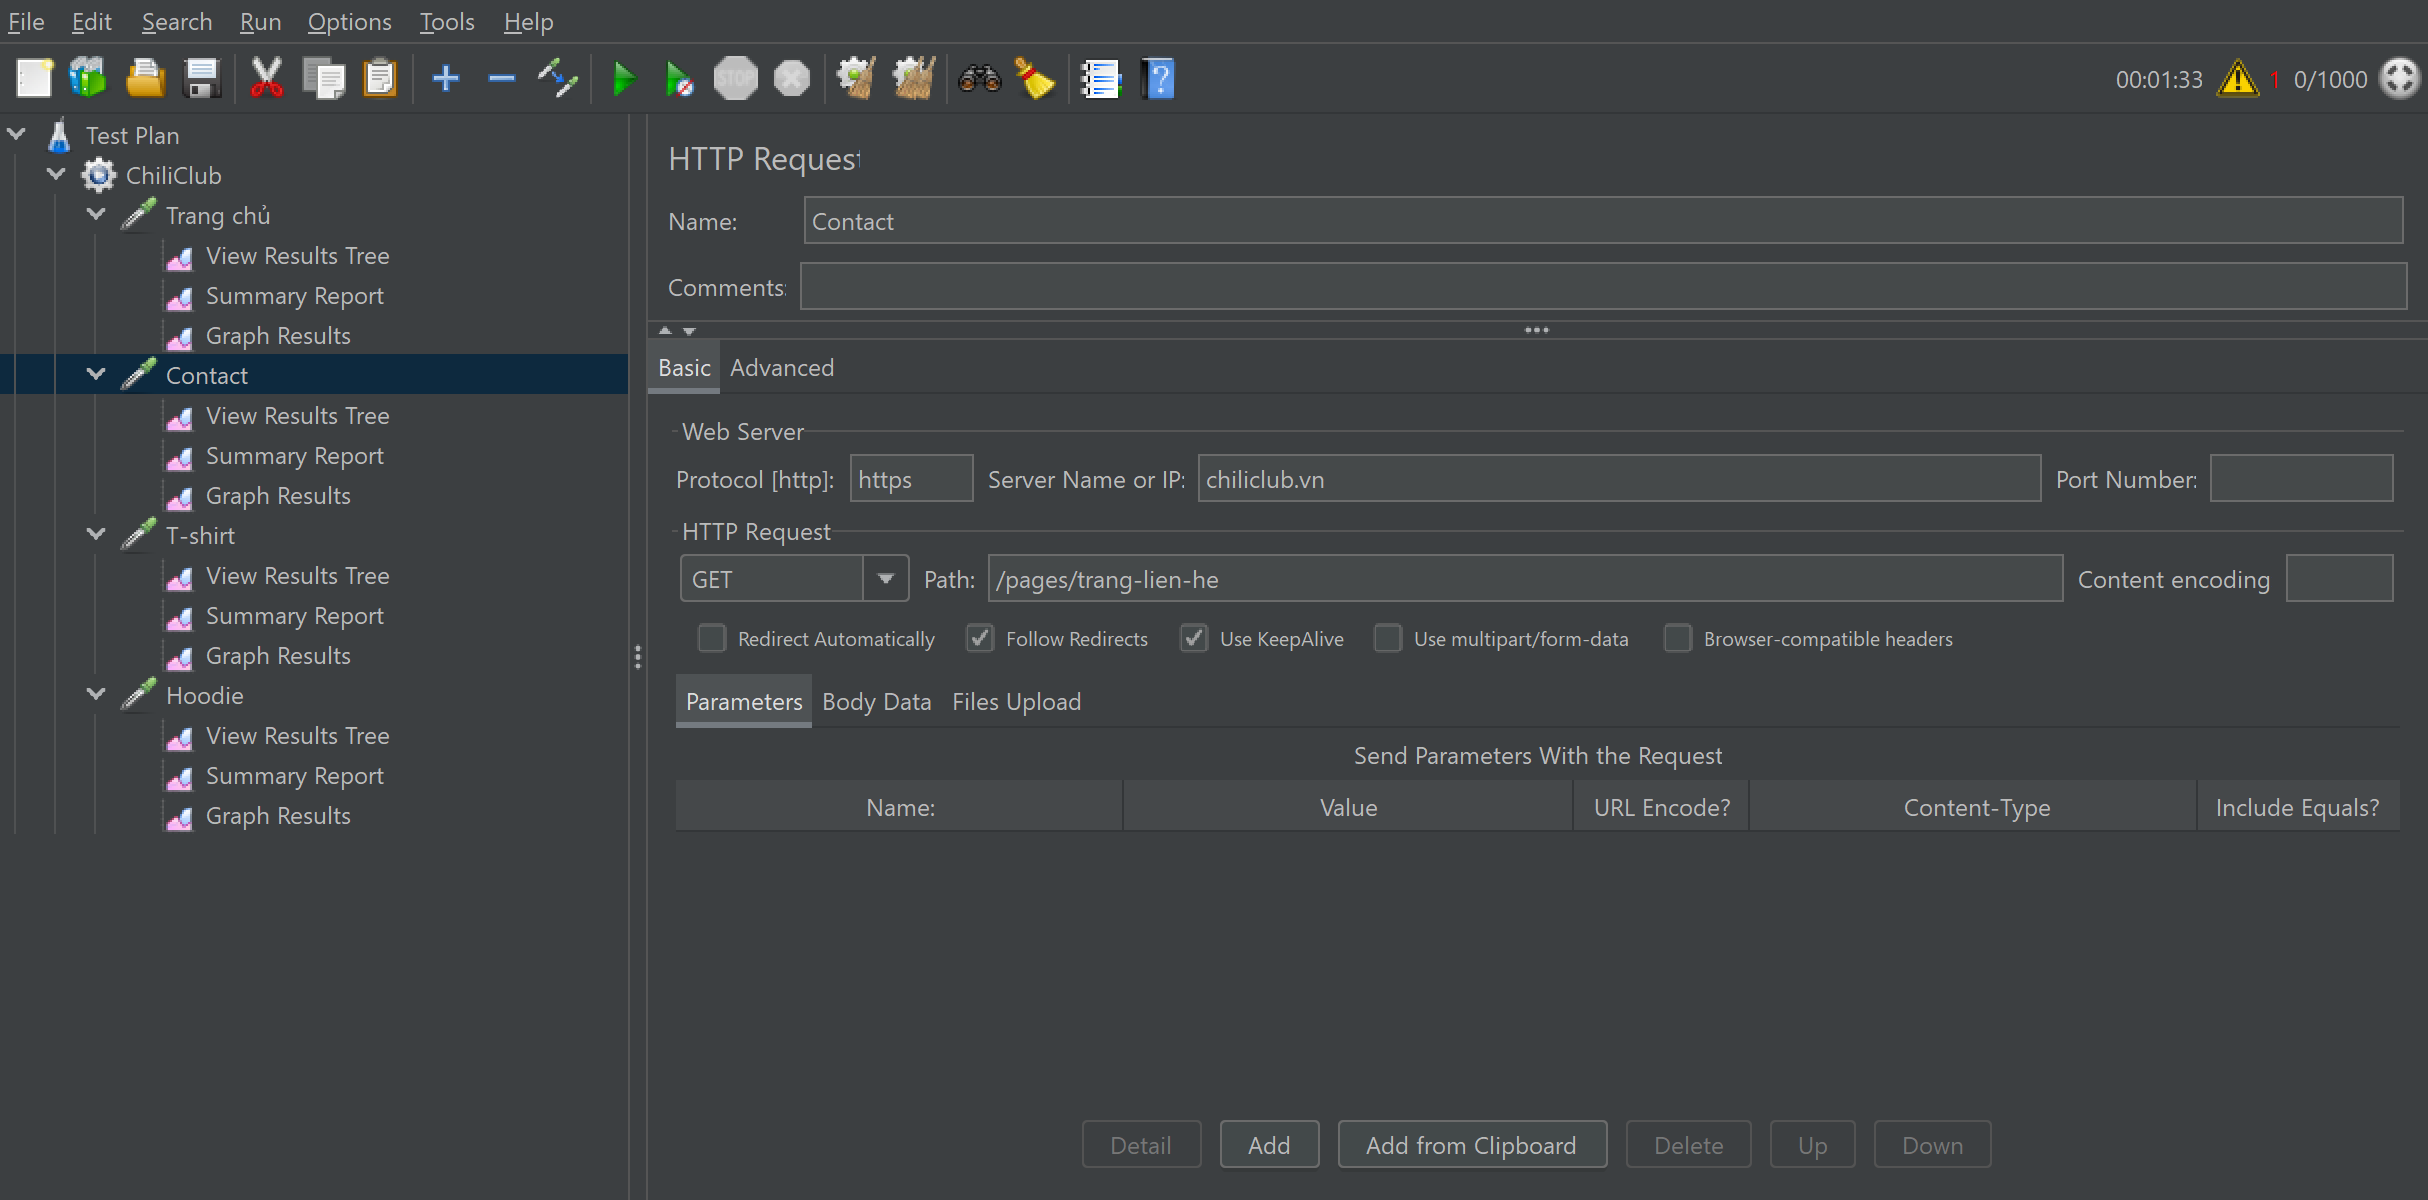 File Edit Search Run Options Tools Help
STOP 00:01:33 1 0/1000
Test Plan
ChiliClub
Trang chủ
View Results Tree
Summary Report
Graph Results
Contact
View Results Tree
Summary Report
Graph Results
T-shirt
View Results Tree
Summary Report
Graph Results
Hoodie
View Results Tree
Summary Report
Graph Results
HTTP Request
Name: Contact
Comments:
Basic Advanced
Web Server
Protocol [http]: https Server Name or IP: chiliclub.vn Port Number:
HTTP Request
GET Path: /pages/trang-lien-he Content encoding
Redirect Automatically Follow Redirects Use KeepAlive Use multipart/form-data Browser-compatible headers
Parameters Body Data Files Upload
Send Parameters With the Request
Name: Value URL Encode? Content-Type Include Equals?
Detail Add Add from Clipboard Delete Up Down